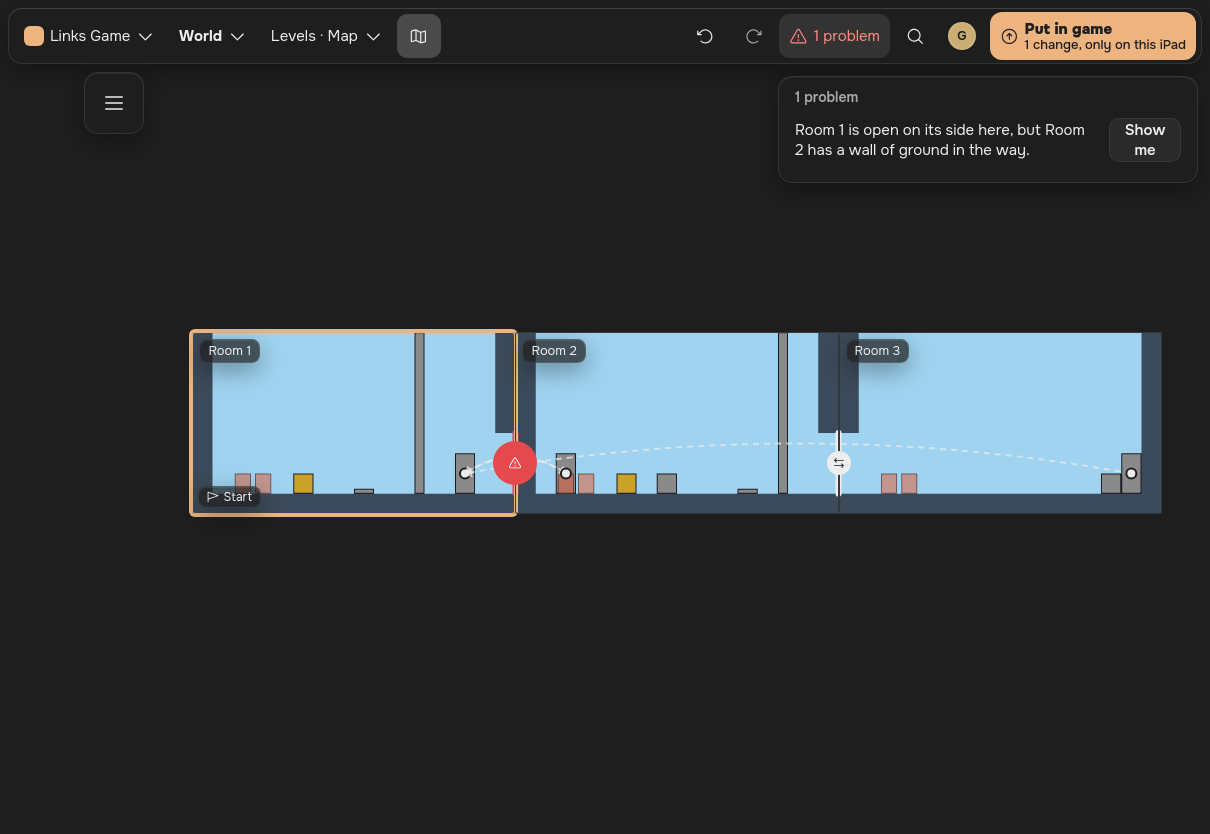 Links Game
World
Levels · Map
1 problem
G
Put in game
1 change, only on this iPad
1 problem
Room 1 is open on its side here, but Room
2 has a wall of ground in the way.
Show
me
Room 1
Room 2
Room 3
Start